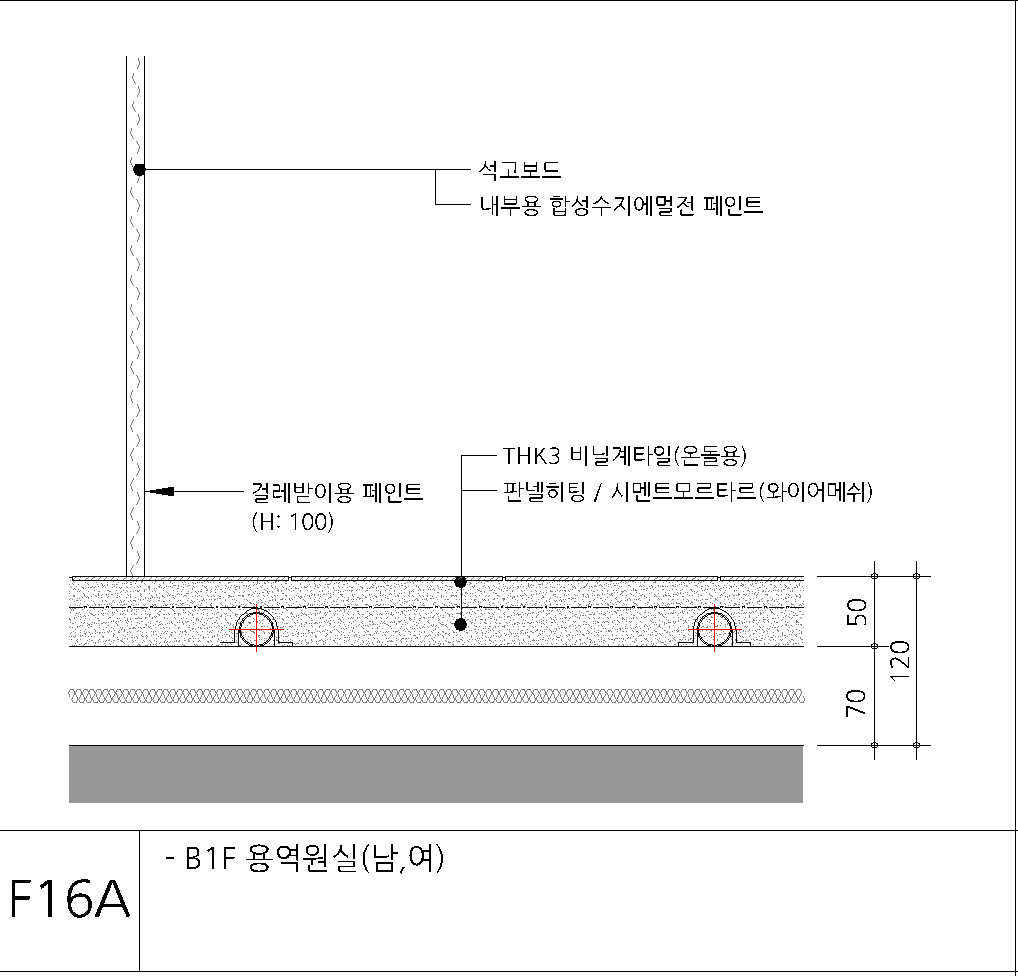 석고보드
내부용 합성수지에멀전 페인트
THK3 비닐계타일(온돌용)
판넬히팅 / 시멘트모르타르(와이어메쉬)
걸레받이용 페인트
(H: 100)
50
120
70
- B1F 용역원실(남,여)
F16A